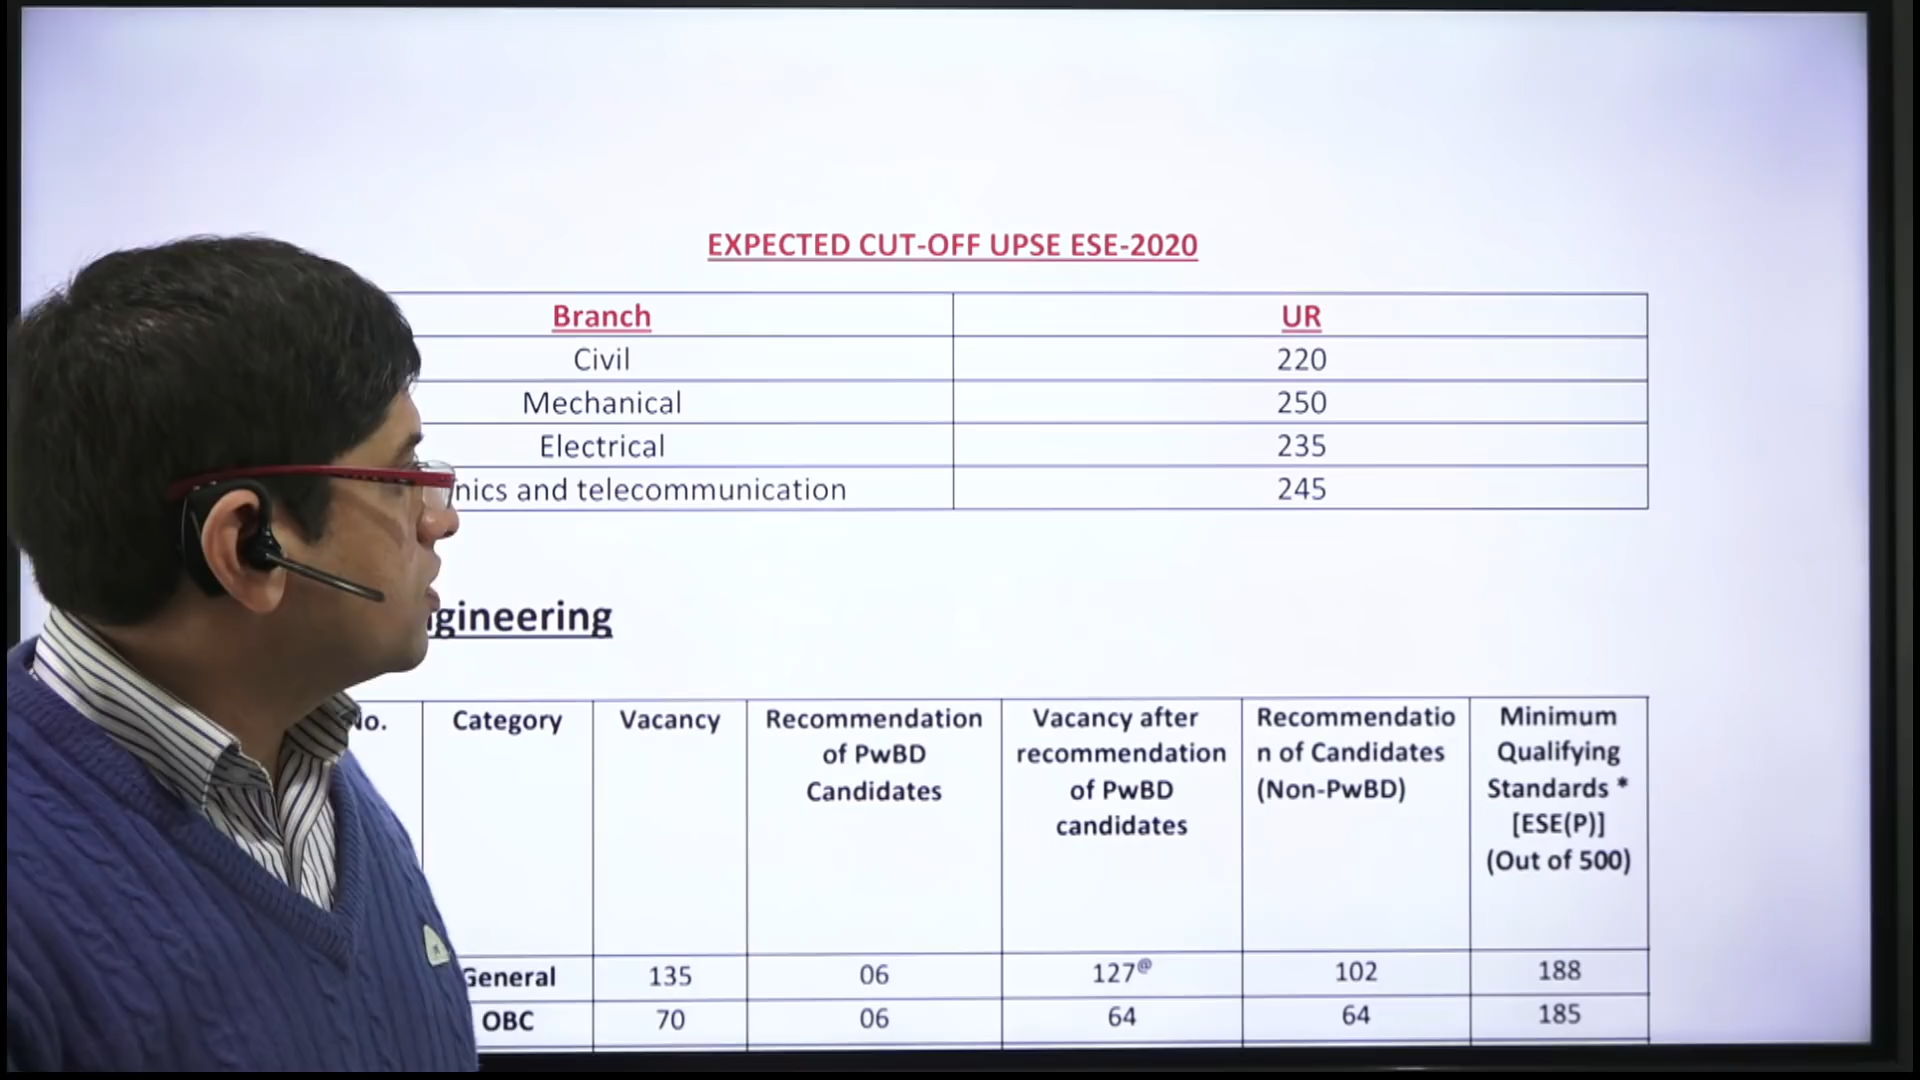 EXPECTED CUT-OFF UPSE ESE-2020
Branch UR
Civil 220
Mechanical 250
Electrical 235
nics and telecommunication 245
gineering
No. Category Vacancy Recommendation of PwBD Candidates Vacancy after recommendation of PwBD candidates Recommendatio n of Candidates (Non-PwBD) Minimum Qualifying Standards * [ESE(P)] (Out of 500)
General 135 06 127@ 102 188
OBC 70 06 64 64 185